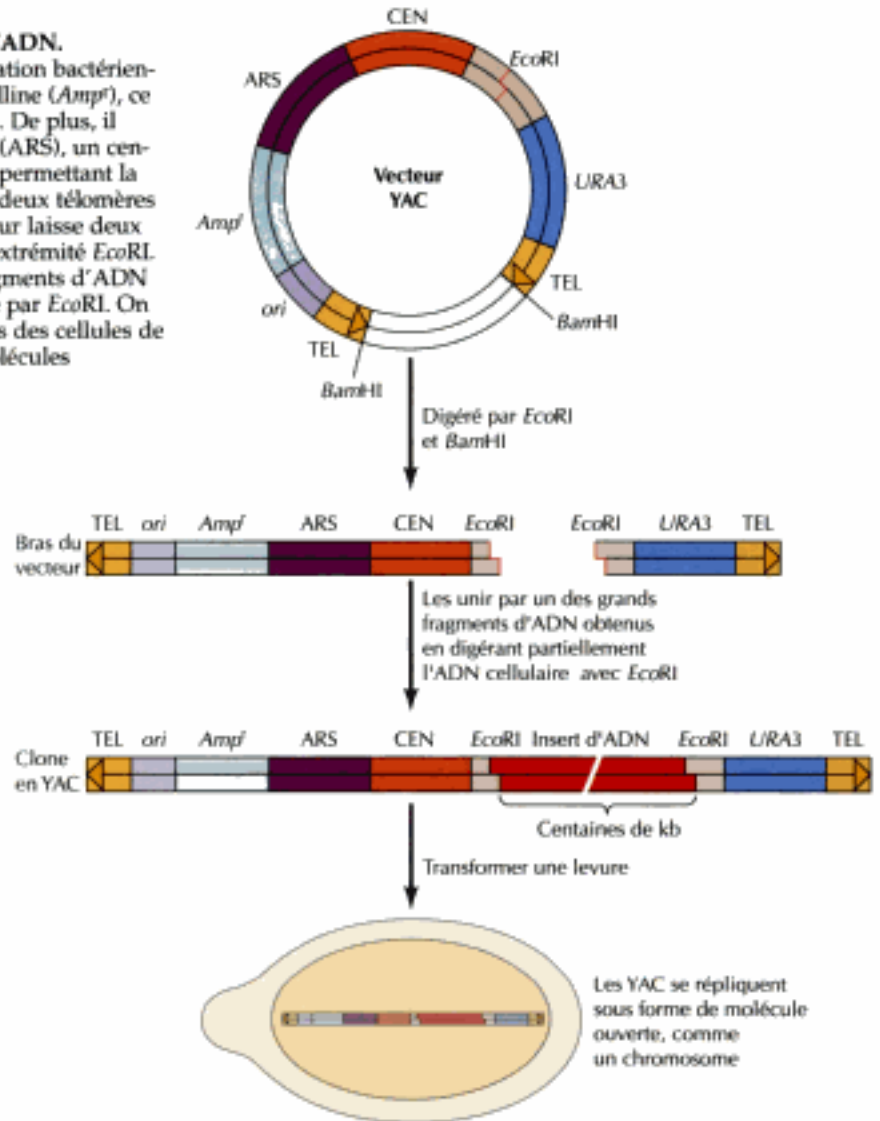 'ADN.
ation bactérien-
lline (Ampʳ), ce
. De plus, il
(ARS), un cen-
permettant la
deux télomères
ur laisse deux
extrémité EcoRI.
gments d'ADN
par EcoRI. On
s des cellules de
lécules
CEN
EcoRI
ARS
Vecteur
YAC
URA3
Ampʳ
ori
TEL
TEL
BamHI
BamHI
Digéré par EcoRI
et BamHI
TEL ori Ampʳ ARS CEN EcoRI EcoRI URA3 TEL
Bras du
vecteur
Les unir par un des grands
fragments d'ADN obtenus
en digérant partiellement
l'ADN cellulaire avec EcoRI
TEL ori Ampʳ ARS CEN EcoRI Insert d'ADN EcoRI URA3 TEL
Clone
en YAC
Centaines de kb
Transformer une levure
Les YAC se répliquent
sous forme de molécule
ouverte, comme
un chromosome